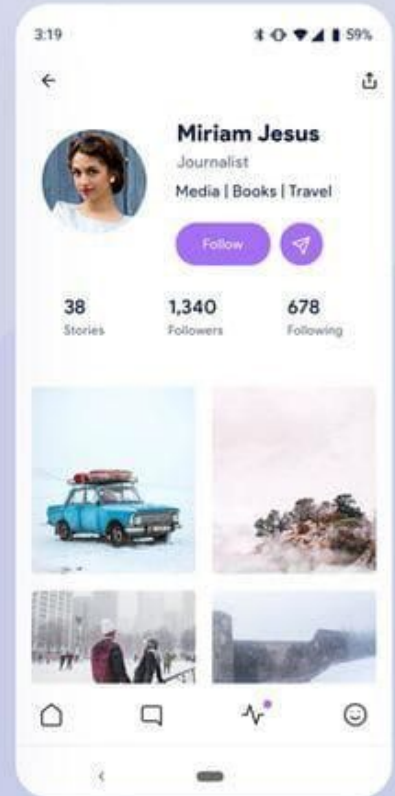 3:19
59%
Miriam Jesus
Journalist
Media | Books | Travel
Follow
38 1,340 678
Stories Followers Following